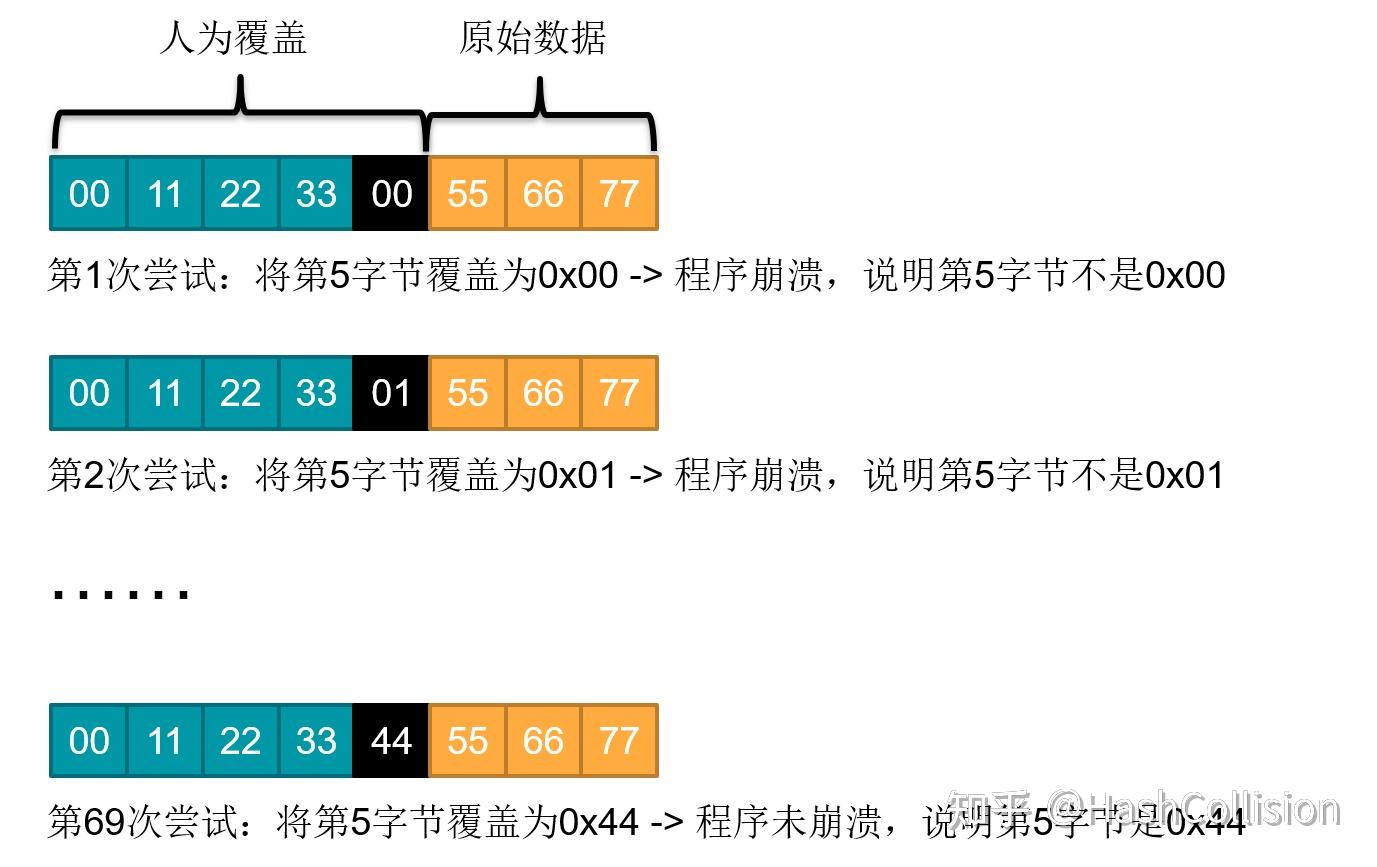 人为覆盖 原始数据
00 11 22 33 00 55 66 77
第1次尝试：将第5字节覆盖为0x00 -> 程序崩溃，说明第5字节不是0x00
00 11 22 33 01 55 66 77
第2次尝试：将第5字节覆盖为0x01 -> 程序崩溃，说明第5字节不是0x01
......
00 11 22 33 44 55 66 77
第69次尝试：将第5字节覆盖为0x44 -> 程序未崩溃，说明第5字节是0x44
知乎 @HashCollision